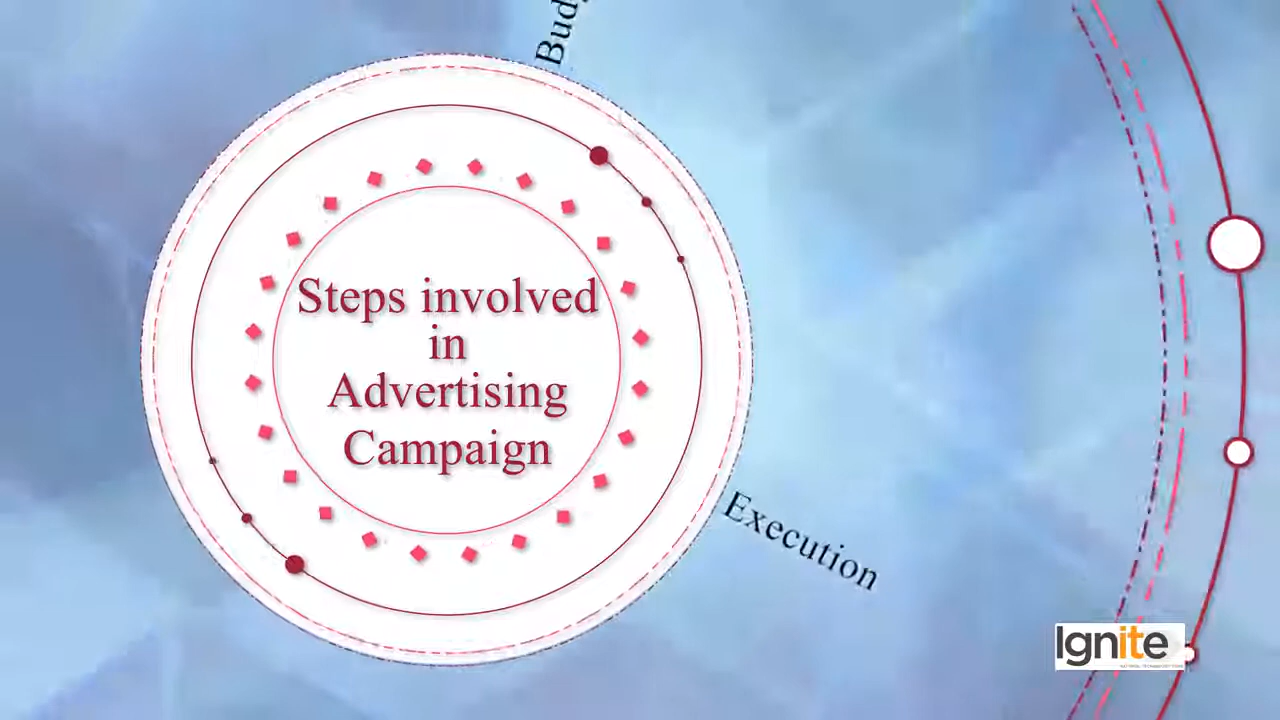 Steps involved
in
Advertising
Campaign
Execution
Ignite